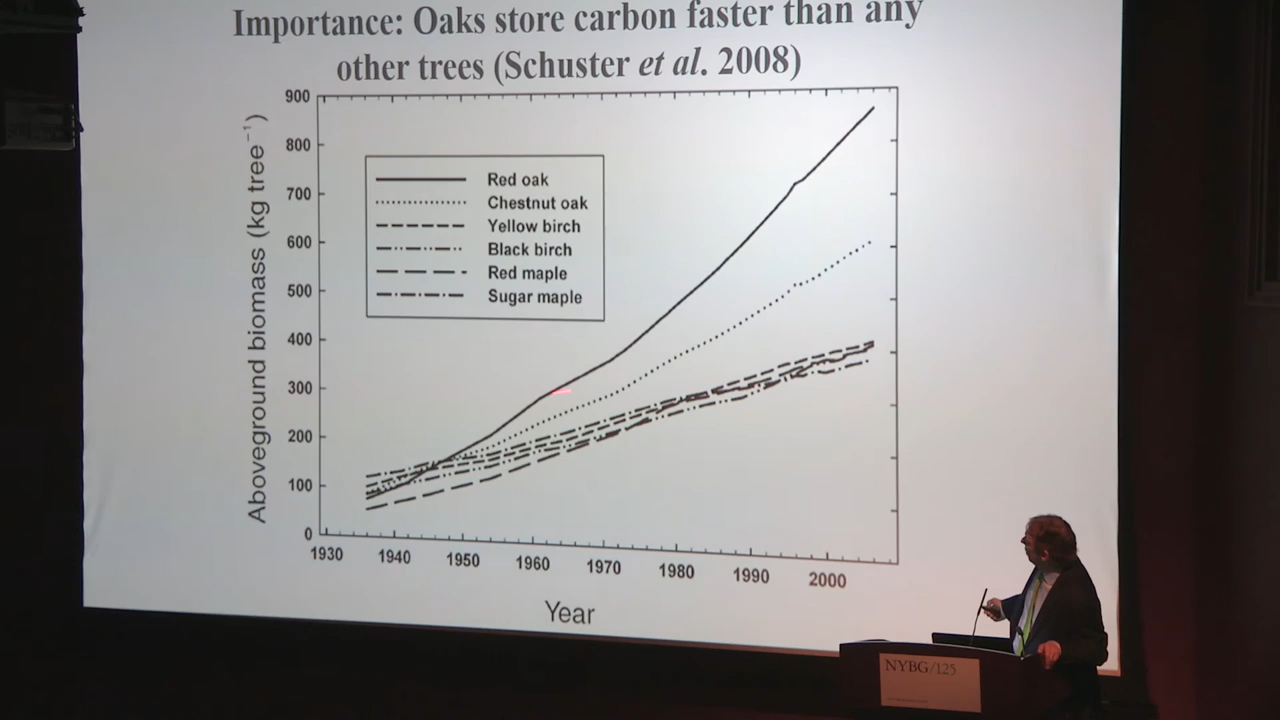 Importance: Oaks store carbon faster than any
other trees (Schuster et al. 2008)
Aboveground biomass (kg tree⁻¹)
900
800
700
600
500
400
300
200
100
0
Red oak
Chestnut oak
Yellow birch
Black birch
Red maple
Sugar maple
1930 1940 1950 1960 1970 1980 1990 2000
Year
NYBG/125